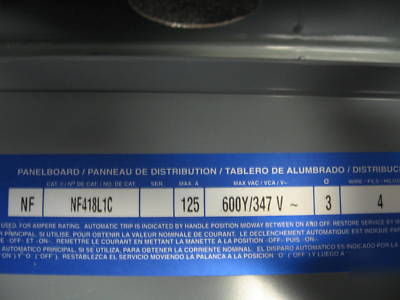 PANELBOARD / PANNEAU DE DISTRIBUTION / TABLERO DE ALUMBRADO / DISTRIBUC
CAT. / Nº DE CAT. / NO. DE CAT. SER. MAX. A MAX VAC / VCA / V~ Ø WIRE / FILS / HILOS
NF NF418L1C 125 600Y/347 V ~ 3 4
USED. FOR AMPERE RATING. AUTOMATIC TRIP IS INDICATED BY HANDLE POSITION MIDWAY BETWEEN ON AND OFF. RESTORE SERVICE BY
PRINCIPAL SI UTILISE. POUR OBTENIR LA VALEUR NOMINALE DE COURANT. LE DECLENCHEMENT AUTOMATIQUE EST INDIQUÉ PAR
E -OFF- ET -ON-. REMETTRE LE COURANT EN METTANT LA MANETTE A LA POSITION -OFF- PUIS -ON-.
AUTOMATICO PRINCIPAL, SI SE UTILIZA, PARA OBTENER LA CORRIENTE NOMINAL. EL DISPARO AUTOMATICO ES INDICADO POR LA
ON ) Y O ( OFF ). RESTABLEZCA EL SERVICIO MOVIENDO LA PALANCA A LA POSICION O ( OFF ) Y LUEGO A